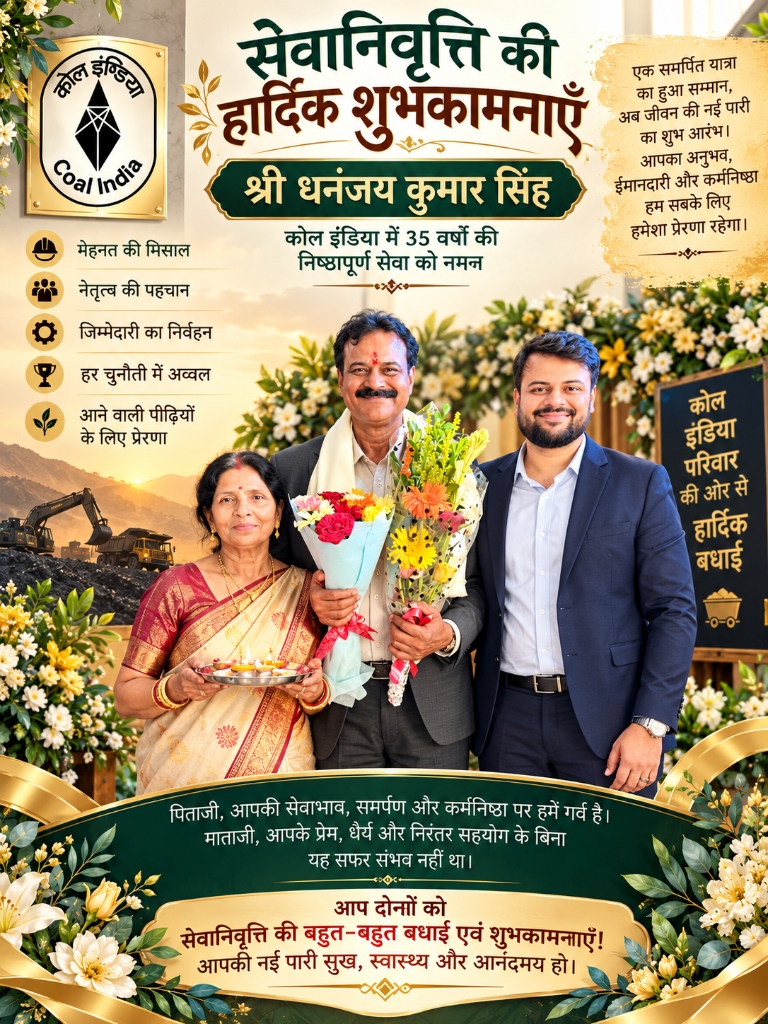 कोल इण्डिया
Coal India
सेवानिवृत्ति की
हार्दिक शुभकामनाएँ
श्री धनंजय कुमार सिंह
कोल इंडिया में 35 वर्षों की
निष्ठापूर्ण सेवा को नमन
एक समर्पित यात्रा
का हुआ सम्मान,
अब जीवन की नई पारी
का शुभ आरंभ।
आपका अनुभव,
ईमानदारी और कर्मनिष्ठा
हम सबके लिए
हमेशा प्रेरणा रहेगा।
मेहनत की मिसाल
नेतृत्व की पहचान
जिम्मेदारी का निर्वहन
हर चुनौती में अव्वल
आने वाली पीढ़ियों
के लिए प्रेरणा
कोल
इंडिया
परिवार
की ओर से
हार्दिक
बधाई
पिताजी, आपकी सेवाभाव, समर्पण और कर्मनिष्ठा पर हमें गर्व है।
माताजी, आपके प्रेम, धैर्य और निरंतर सहयोग के बिना
यह सफर संभव नहीं था।
आप दोनों को
सेवानिवृत्ति की बहुत-बहुत बधाई एवं शुभकामनाएँ!
आपकी नई पारी सुख, स्वास्थ्य और आनंदमय हो।